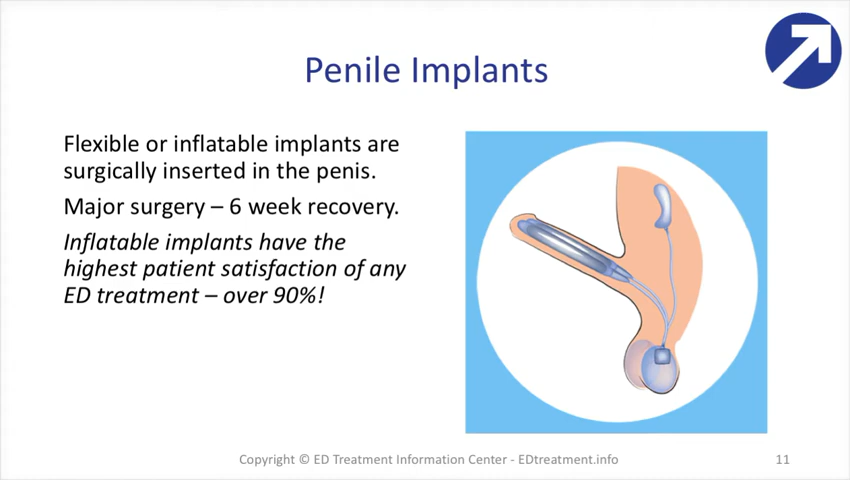 Penile Implants
Flexible or inflatable implants are
surgically inserted in the penis.
Major surgery – 6 week recovery.
Inflatable implants have the
highest patient satisfaction of any
ED treatment – over 90%!
Copyright © ED Treatment Information Center - EDtreatment.info
11